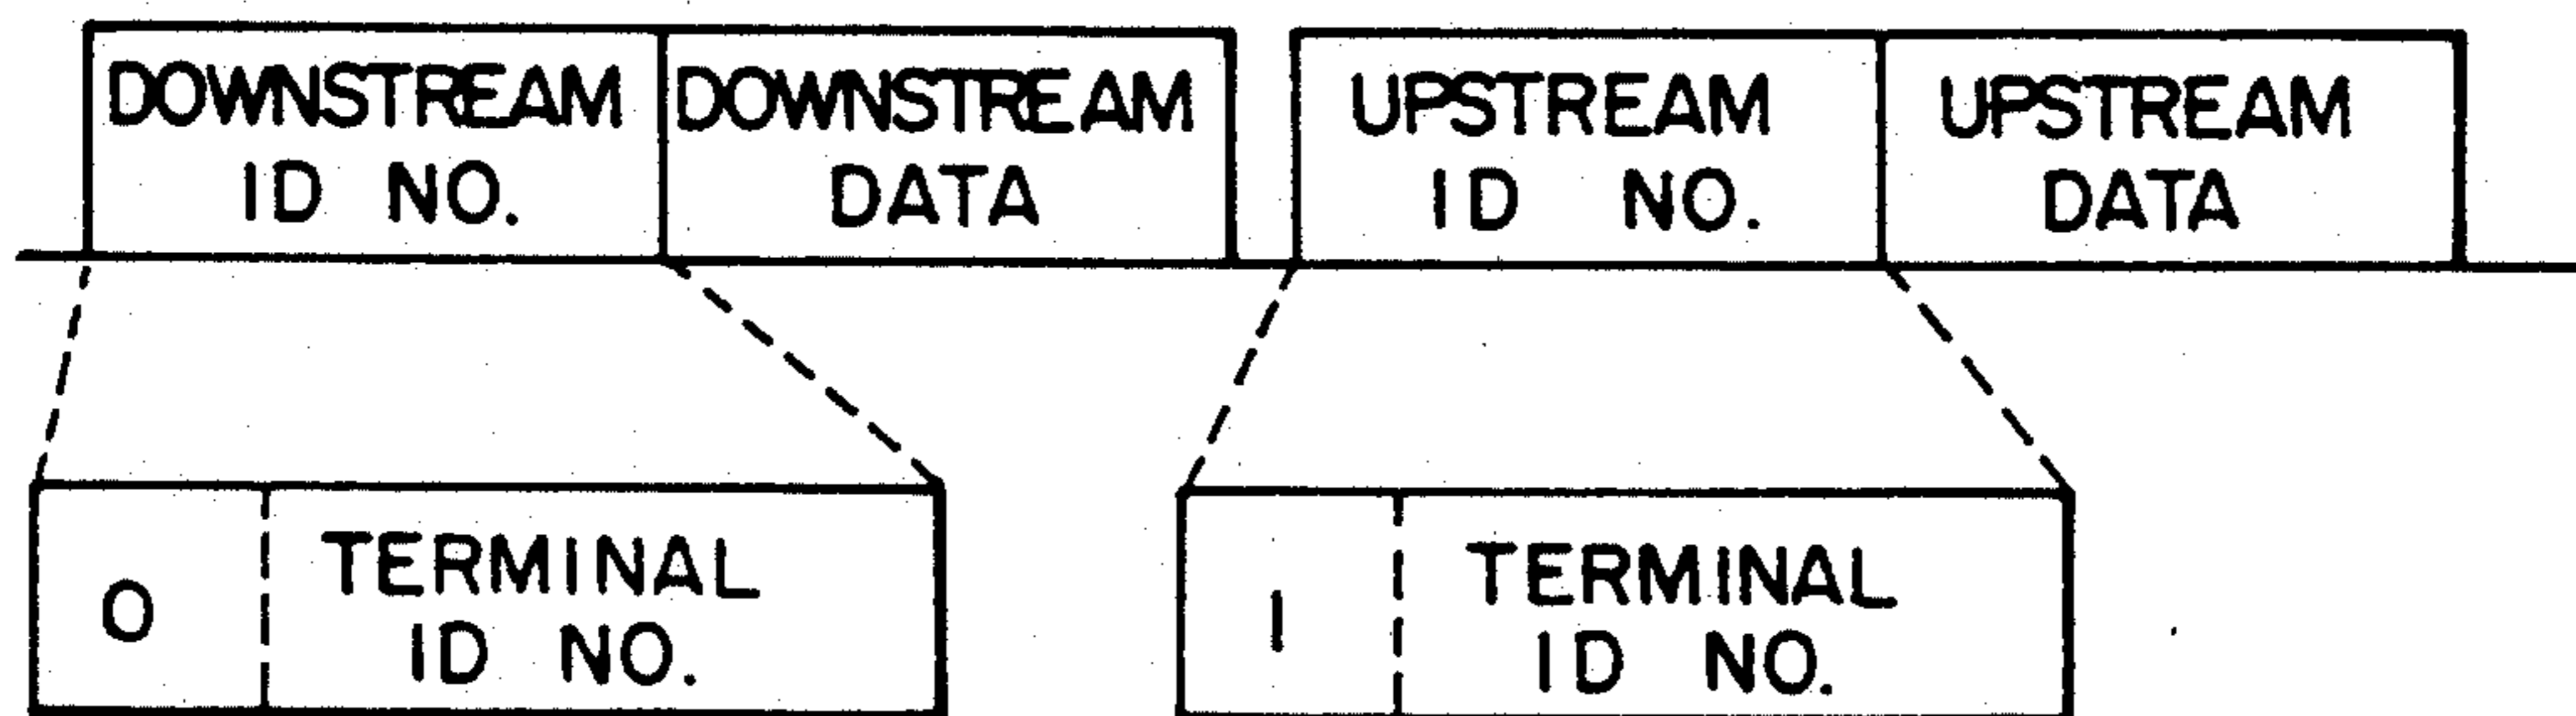 DOWNSTREAM
ID NO.
DOWNSTREAM
DATA
UPSTREAM
ID NO.
UPSTREAM
DATA
0
TERMINAL
ID NO.
1
TERMINAL
ID NO.